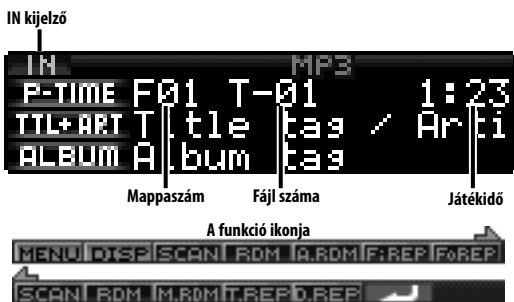 IN kijelző
IN MP3
P-TIME F01 T-01 1:23
TTL+ART Title tag / Arti
ALBUM Album tag
Mappaszám Fájl száma Játékidő
A funkció ikonja
MENU DISP SCAN RDM A.RDM F:REP FoREP
SCAN RDM M.RDM T.REP D.REP